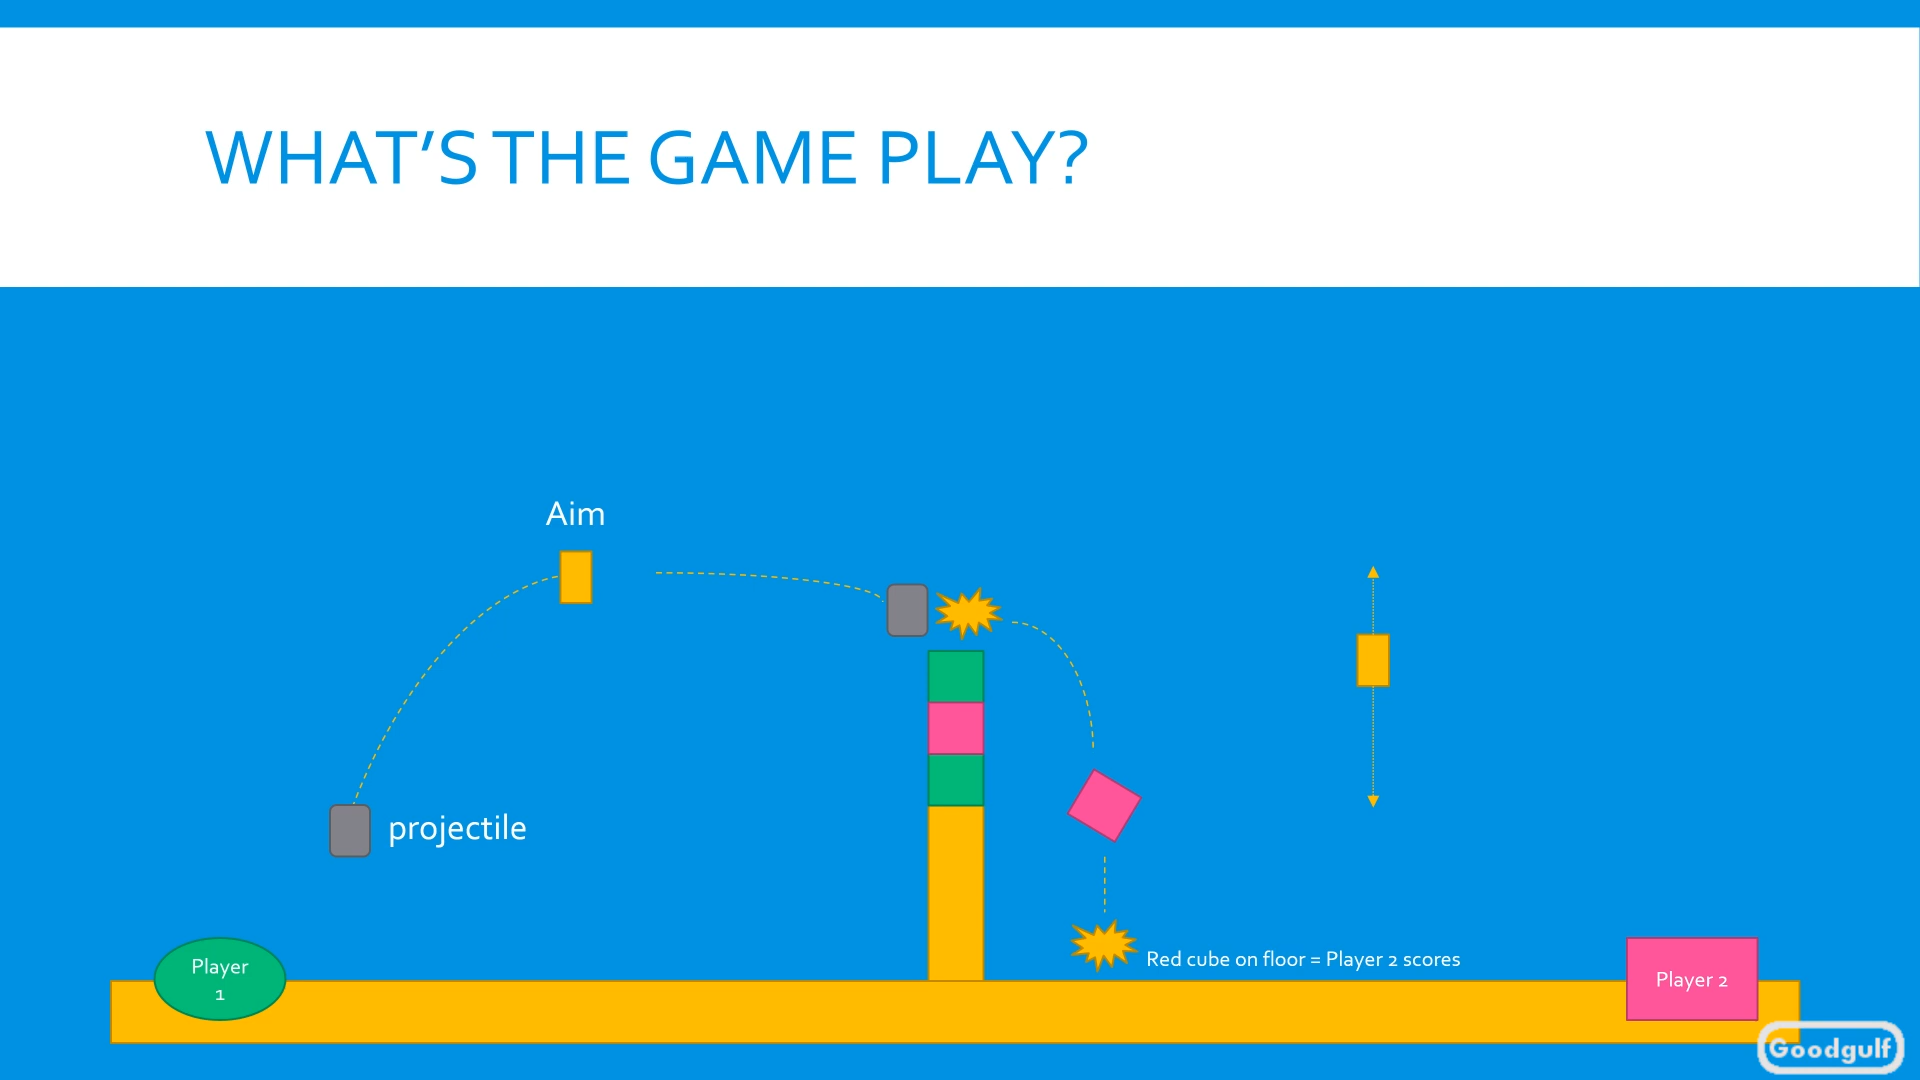 WHAT’S THE GAME PLAY?
Aim
projectile
Player
1
Red cube on floor = Player 2 scores
Player 2
Goodgulf